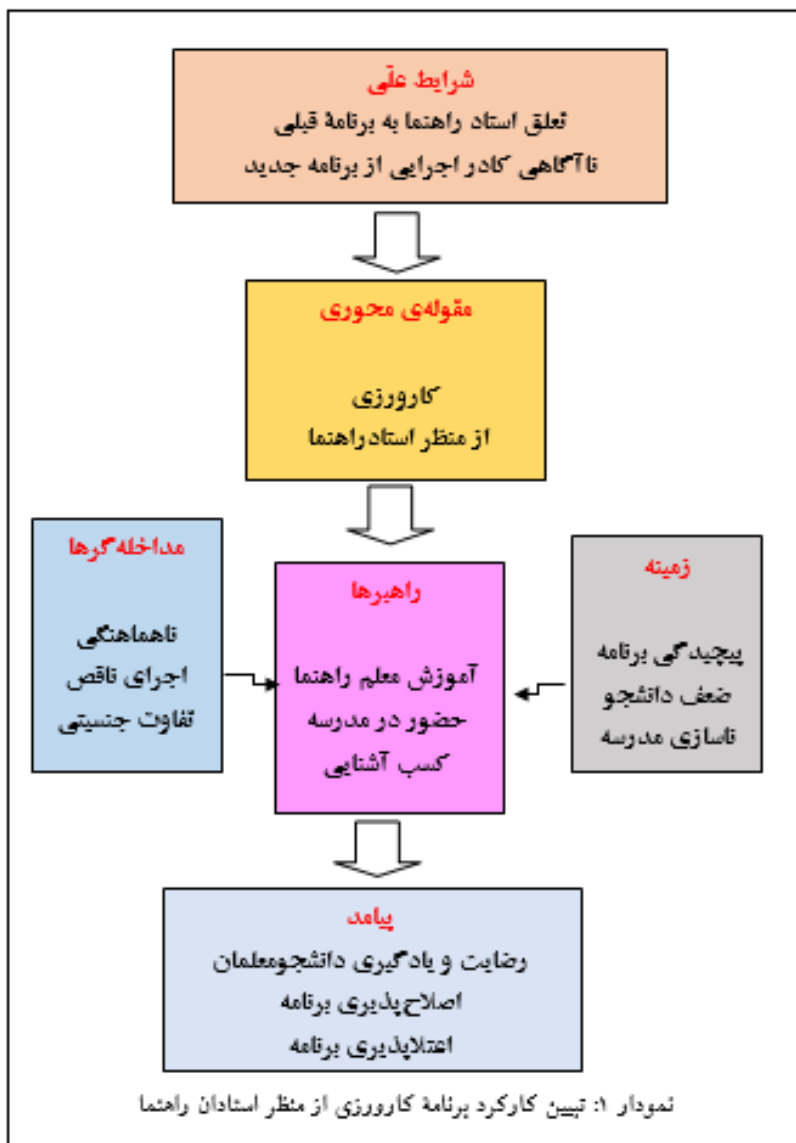 شرایط علّی
تعلق استاد راهنما به برنامهٔ قبلی
ناآگاهی کادر اجرایی از برنامه جدید
مقوله‌ی محوری
کارورزی
از منظر استادراهنما
زمینه
پیچیدگی برنامه
ضعف دانشجو
ناسازی مدرسه
راهبرها
آموزش معلم راهنما
حضور در مدرسه
کسب آشنایی
مداخله‌گرها
ناهماهنگی
اجرای ناقص
تفاوت جنسیتی
پیامد
رضایت و یادگیری دانشجومعلمان
اصلاح‌پذیری برنامه
اعتلاپذیری برنامه
نمودار ۱: تبیین کارکرد برنامهٔ کارورزی از منظر استادان راهنما